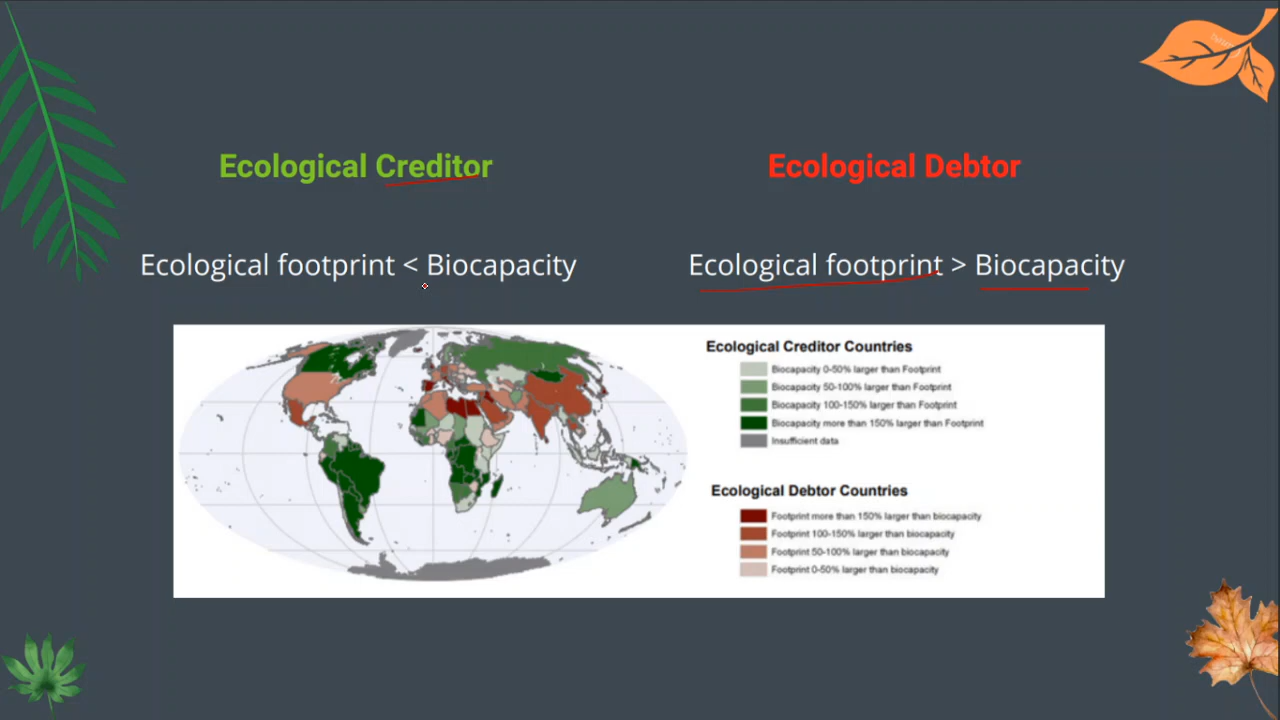 Ecological Creditor
Ecological Debtor
Ecological footprint < Biocapacity
Ecological footprint > Biocapacity
Ecological Creditor Countries
Biocapacity 0-50% larger than Footprint
Biocapacity 50-100% larger than Footprint
Biocapacity 100-150% larger than Footprint
Biocapacity more than 150% larger than Footprint
Insufficient data
Ecological Debtor Countries
Footprint more than 150% larger than biocapacity
Footprint 100-150% larger than biocapacity
Footprint 50-100% larger than biocapacity
Footprint 0-50% larger than biocapacity